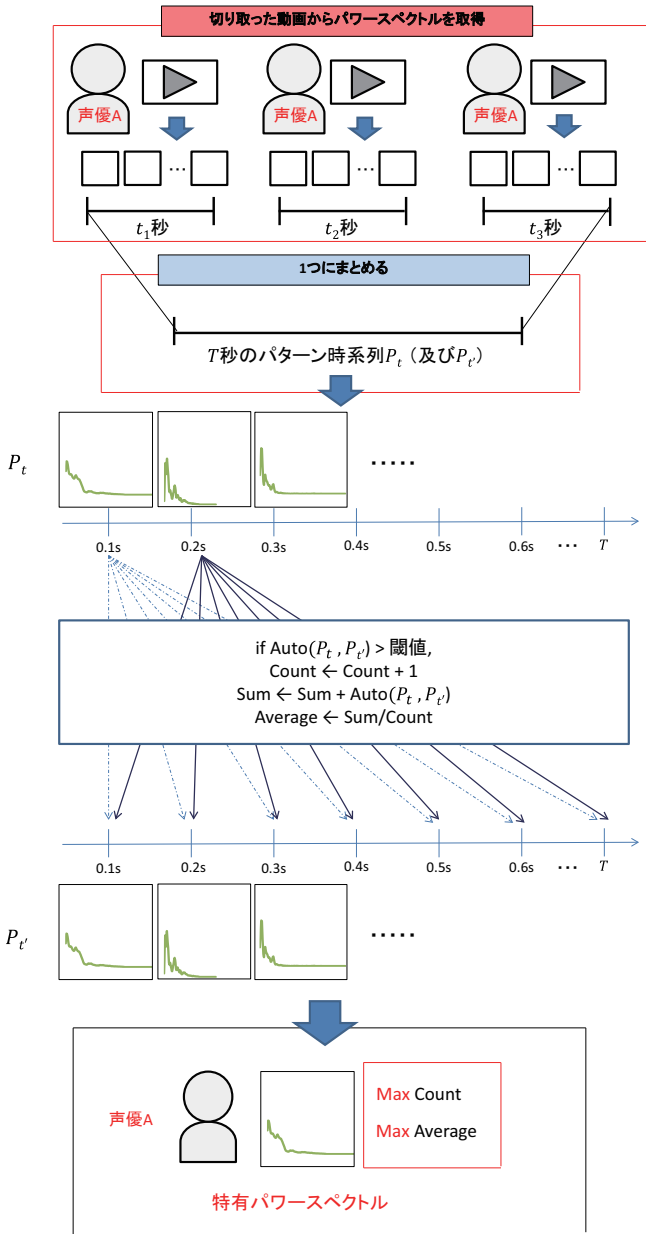 切り取った動画からパワースペクトルを取得
声優A
声優A
声優A
… … …
t₁秒 t₂秒 t₃秒
1つにまとめる
T秒のパターン時系列Pₜ（及びPₜ′）
Pₜ ･････
0.1s 0.2s 0.3s 0.4s 0.5s 0.6s … T
if Auto(Pₜ , Pₜ′) > 閾値,
Count ← Count + 1
Sum ← Sum + Auto(Pₜ , Pₜ′)
Average ← Sum/Count
0.1s 0.2s 0.3s 0.4s 0.5s 0.6s … T
Pₜ′ ･････
声優A
Max Count
Max Average
特有パワースペクトル